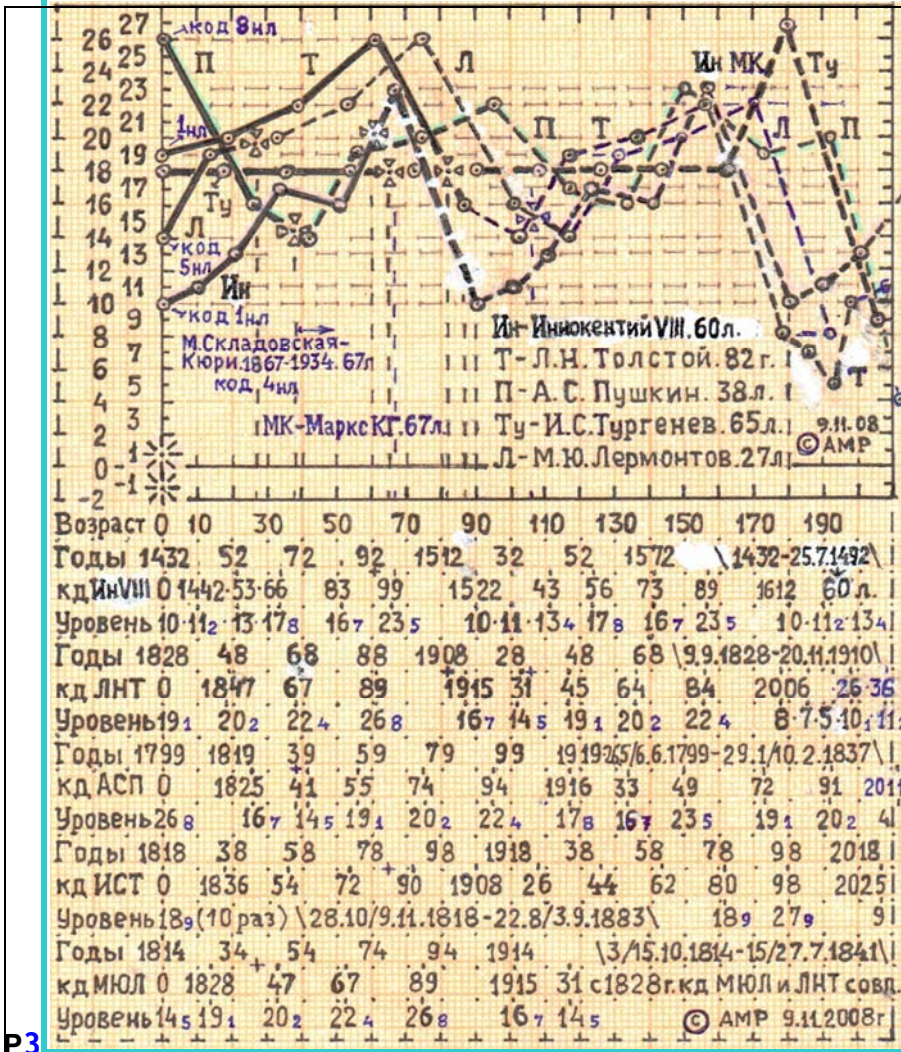 27
26
25
24
23
22
21
20
19
18
17
16
15
14
13
12
11
10
9
8
7
6
5
4
3
2
1
0
-1
-2
код 8нл
П Т Л Ин МК Ту
1нл
П Т Л П
Ту
Л
код
5нл
Ин
код 1нл
М.Складовская-
Кюри.1867-1934. 67л
код, 4нл
МК-Маркс КГ.67л.
Ин-Иннокентий VIII. 60л.
Т-Л.Н.Толстой. 82г.
П-А.С.Пушкин. 38л.
Ту-И.С.Тургенев. 65л.
Л-М.Ю.Лермонтов.27л
Т
9.11.08
© АМР
Возраст 0 10 30 50 70 90 110 130 150 170 190
Годы 1432 52 72 92 1512 32 52 1572 \1432-25.7.1492\
кд ИнVIII 0 1442·53·66 83 99 1522 43 56 73 89 1612 60 л.
Уровень 10·11₂·13·17₈ 16₇ 23₅ 10·11·13₄ 17₈ 16₇ 23₅ 10·11₂·13₄
Годы 1828 48 68 88 1908 28 48 68 \9.9.1828-20.11.1910\
кд ЛНТ 0 1847 67 89 1915 31 45 64 84 2006 26·36
Уровень 19₁ 20₂ 22₄ 26₈ 16₇ 14₅ 19₁ 20₂ 22₄ 8·7·5·10₁ 11₂
Годы 1799 1819 39 59 79 99 1919 26.5/6.6.1799-29.1/10.2.1837\
кд АСП 0 1825 41 55 74 94 1916 33 49 72 91 2011
Уровень 26₈ 16₇ 14₅ 19₁ 20₂ 22₄ 17₈ 16₇ 23₅ 19₁ 20₂ 4
Годы 1818 38 58 78 98 1918 38 58 78 98 2018
кд ИСТ 0 1836 54 72 90 1908 26 44 62 80 98 2025
Уровень 18₉ (10 раз) \28.10/9.11.1818-22.8/3.9.1883\ 18₉ 27₉ 9
Годы 1814 34 54 74 94 1914 \3/15.10.1814-15/27.7.1841\
кд МЮЛ 0 1828 47 67 89 1915 31 с1828г.кд МЮЛ и ЛНТ совп.
Уровень 14₅ 19₁ 20₂ 22₄ 26₈ 16₇ 14₅ © АМР 9.11.2008г
Р3